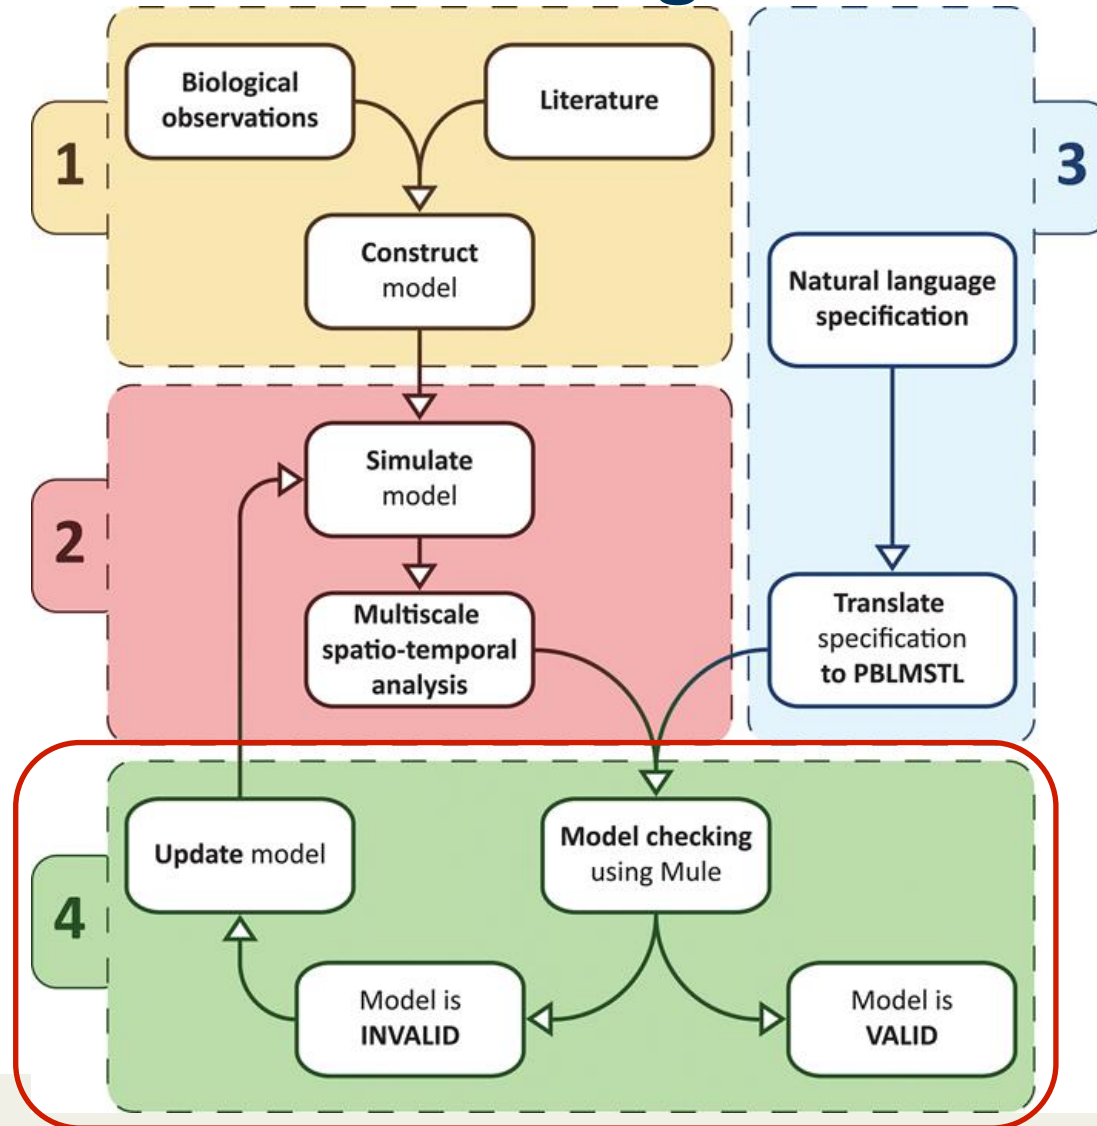 1
Biological
observations
Literature
Construct
model
2
Simulate
model
Multiscale
spatio-temporal
analysis
3
Natural language
specification
Translate
specification
to PBLMSTL
4
Update model
Model checking
using Mule
Model is
INVALID
Model is
VALID